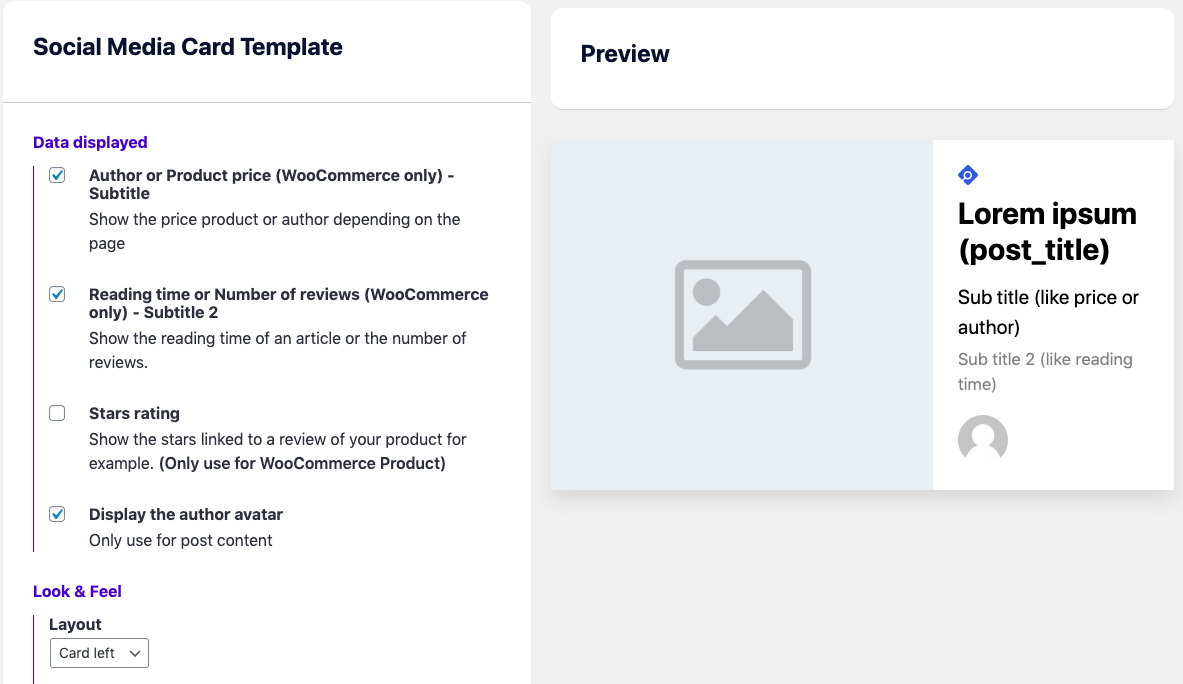 Social Media Card Template
Data displayed
Author or Product price (WooCommerce only) -
Subtitle
Show the price product or author depending on the
page
Reading time or Number of reviews (WooCommerce
only) - Subtitle 2
Show the reading time of an article or the number of
reviews.
Stars rating
Show the stars linked to a review of your product for
example. (Only use for WooCommerce Product)
Display the author avatar
Only use for post content
Look & Feel
Layout
Card left
Preview
Lorem ipsum
(post_title)
Sub title (like price or
author)
Sub title 2 (like reading
time)